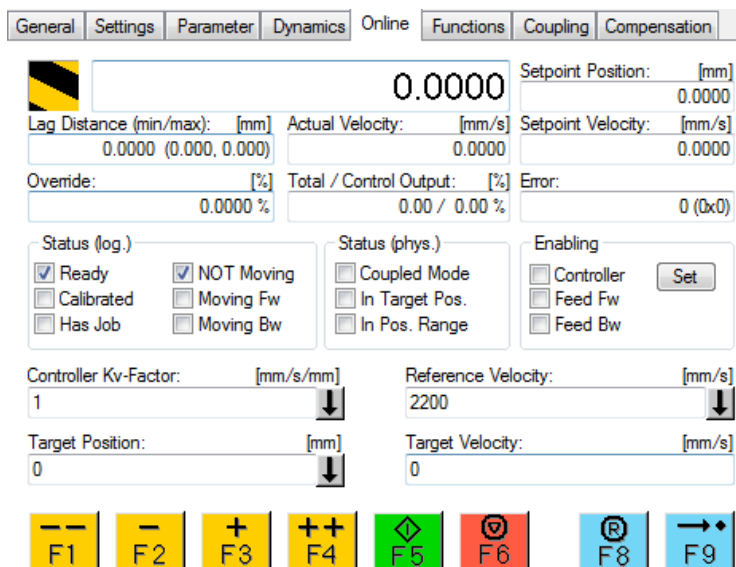 General Settings Parameter Dynamics Online Functions Coupling Compensation
0.0000
Setpoint Position: [mm]
0.0000
Lag Distance (min/max): [mm] Actual Velocity: [mm/s] Setpoint Velocity: [mm/s]
0.0000 (0.000, 0.000) 0.0000 0.0000
Override: [%] Total / Control Output: [%] Error:
0.0000 % 0.00 / 0.00 % 0 (0x0)
Status (log.) Status (phys.) Enabling
Ready NOT Moving Coupled Mode Controller Set
Calibrated Moving Fw In Target Pos. Feed Fw
Has Job Moving Bw In Pos. Range Feed Bw
Controller Kv-Factor: [mm/s/mm] Reference Velocity: [mm/s]
1 2200
Target Position: [mm] Target Velocity: [mm/s]
0 0
-- - + ++ R
F1 F2 F3 F4 F5 F6 F8 F9